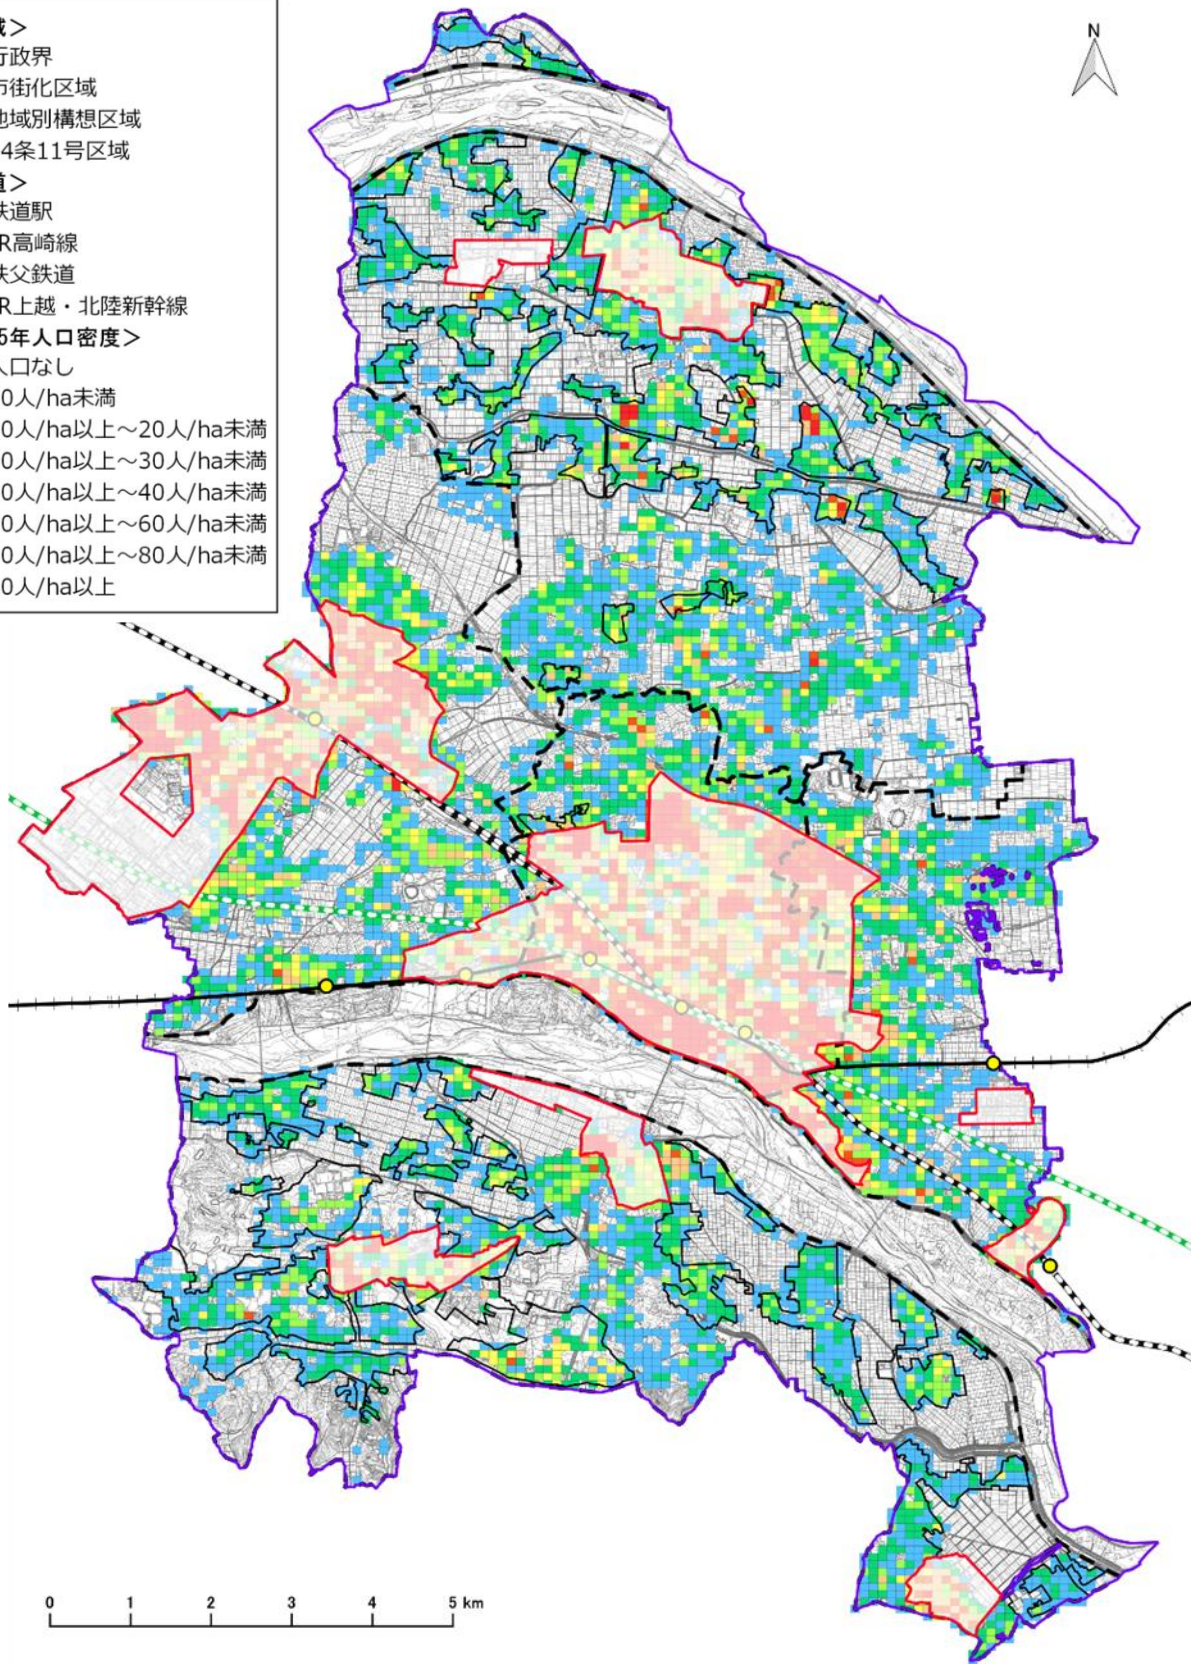 域>
行政界
市街化区域
地域別構想区域
4条11号区域
道>
鉄道駅
R高崎線
秩父鉄道
R上越・北陸新幹線
5年人口密度>
人口なし
0人/ha未満
0人/ha以上～20人/ha未満
0人/ha以上～30人/ha未満
0人/ha以上～40人/ha未満
0人/ha以上～60人/ha未満
0人/ha以上～80人/ha未満
0人/ha以上
N
0 1 2 3 4 5 km